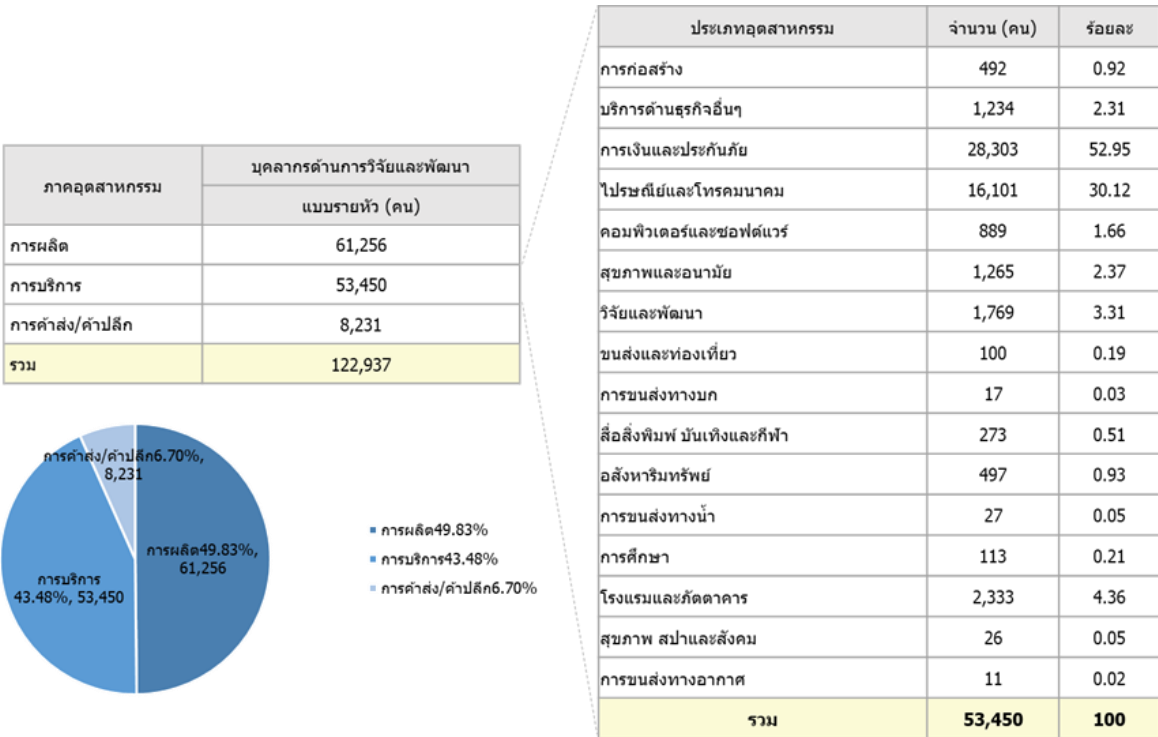 ภาคอุตสาหกรรม
บุคลากรด้านการวิจัยและพัฒนา
แบบรายหัว (คน)
การผลิต 61,256
การบริการ 53,450
การค้าส่ง/ค้าปลีก 8,231
รวม 122,937
การค้าส่ง/ค้าปลีก6.70%,
8,231
การผลิต49.83%,
61,256
การบริการ
43.48%, 53,450
การผลิต49.83%
การบริการ43.48%
การค้าส่ง/ค้าปลีก6.70%
ประเภทอุตสาหกรรม จำนวน (คน) ร้อยละ
การก่อสร้าง 492 0.92
บริการด้านธุรกิจอื่นๆ 1,234 2.31
การเงินและประกันภัย 28,303 52.95
ไปรษณีย์และโทรคมนาคม 16,101 30.12
คอมพิวเตอร์และซอฟต์แวร์ 889 1.66
สุขภาพและอนามัย 1,265 2.37
วิจัยและพัฒนา 1,769 3.31
ขนส่งและท่องเที่ยว 100 0.19
การขนส่งทางบก 17 0.03
สื่อสิ่งพิมพ์ บันเทิงและกีฬา 273 0.51
อสังหาริมทรัพย์ 497 0.93
การขนส่งทางน้ำ 27 0.05
การศึกษา 113 0.21
โรงแรมและภัตตาคาร 2,333 4.36
สุขภาพ สปาและสังคม 26 0.05
การขนส่งทางอากาศ 11 0.02
รวม 53,450 100